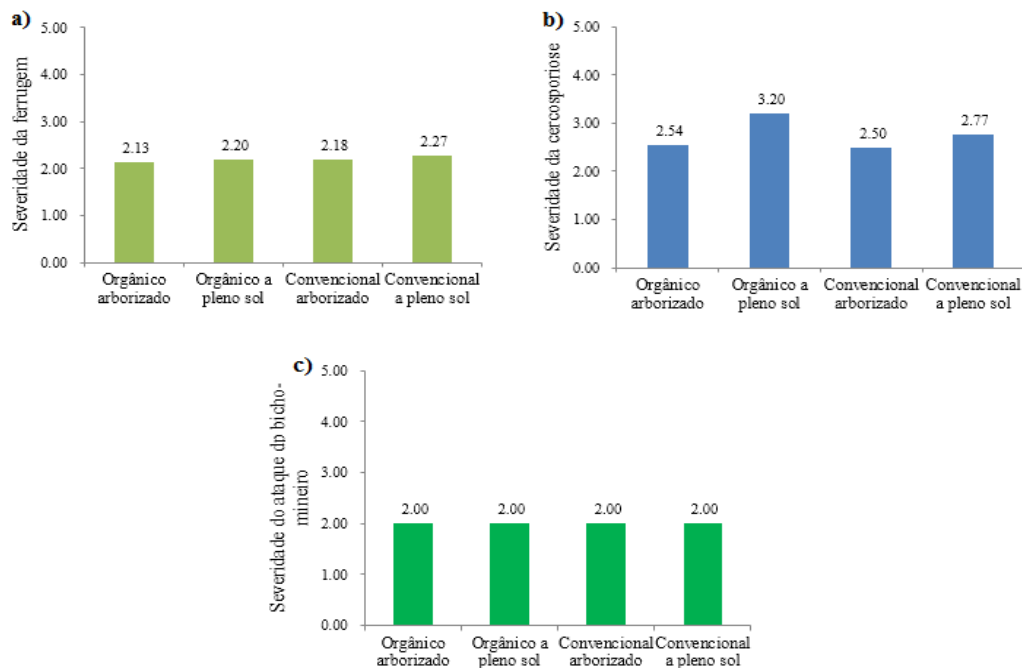 a)
Severidade da ferrugem
5.00
4.00
3.00
2.00
1.00
0.00
2.13
2.20
2.18
2.27
Orgânico
arborizado
Orgânico a
pleno sol
Convencional
arborizado
Convencional
a pleno sol
b)
Severidade da cercosporiose
5.00
4.00
3.00
2.00
1.00
0.00
2.54
3.20
2.50
2.77
Orgânico
arborizado
Orgânico a
pleno sol
Convencional
arborizado
Convencional
a pleno sol
c)
Severidade do ataque dp bicho-
mineiro
5.00
4.00
3.00
2.00
1.00
0.00
2.00
2.00
2.00
2.00
Orgânico
arborizado
Orgânico a
pleno sol
Convencional
arborizado
Convencional
a pleno sol